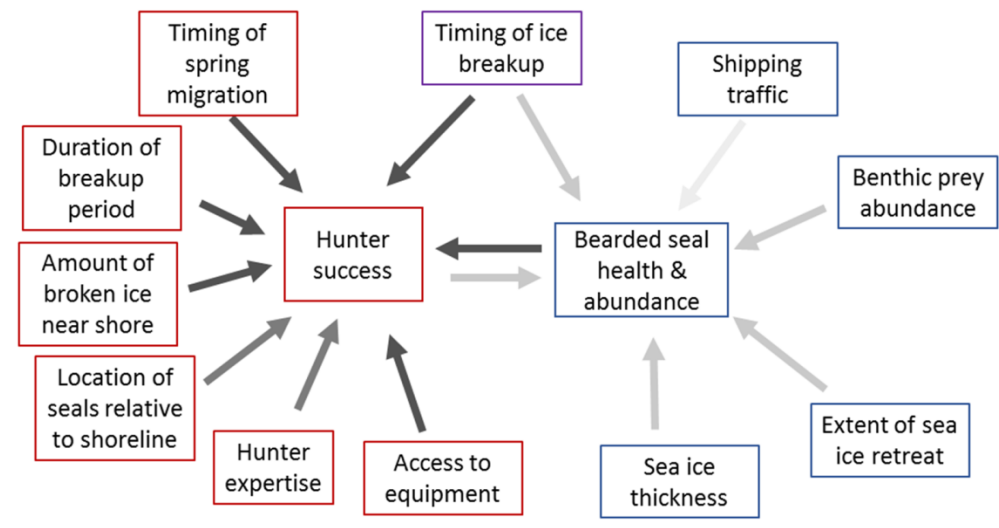 Timing of
spring
migration
Timing of ice
breakup
Shipping
traffic
Duration of
breakup
period
Benthic prey
abundance
Hunter
success
Bearded seal
health &
abundance
Amount of
broken ice
near shore
Location of
seals relative
to shoreline
Hunter
expertise
Access to
equipment
Sea ice
thickness
Extent of sea
ice retreat